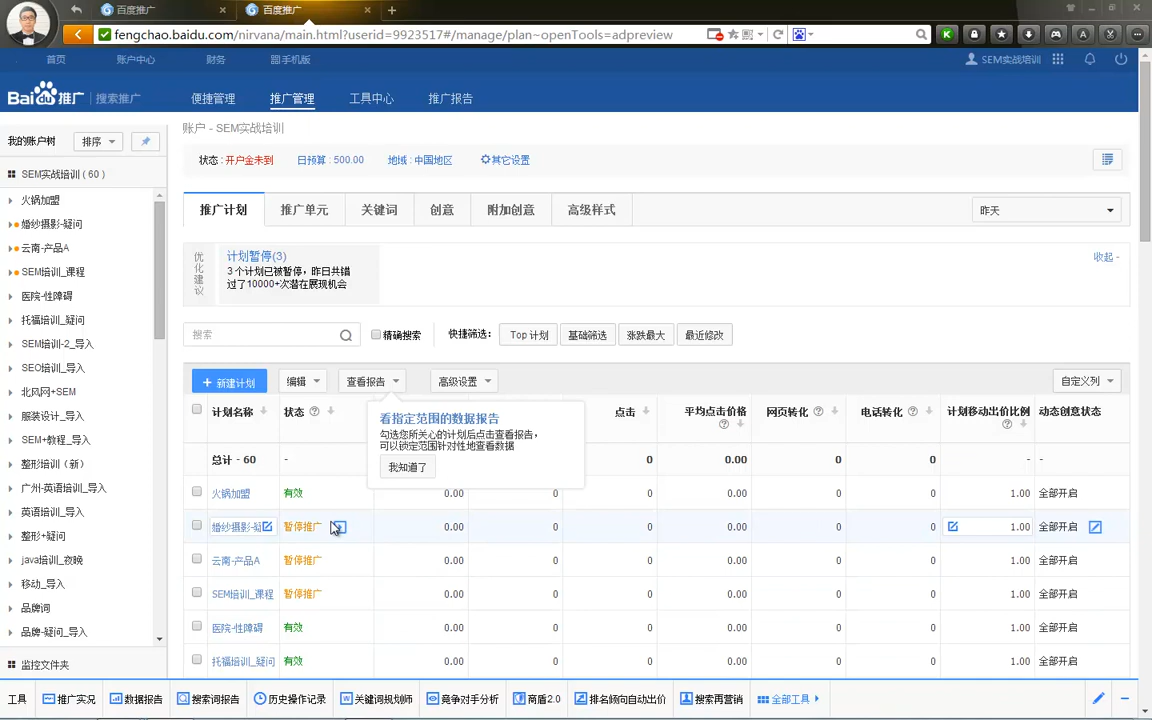 百度推广 × 百度推广 × +
fengchao.baidu.com/nirvana/main.html?userid=9923517#/manage/plan~openTools=adpreview
首页 账户中心 财务 手机版 SEM实战培训
Bai du 推广 | 搜索推广 便捷管理 推广管理 工具中心 推广报告
我的账户树 排序
SEM实战培训 ( 60 )
火锅加盟
婚纱摄影-疑问
云南-产品A
SEM培训_课程
医院-性障碍
托福培训_疑问
SEM培训-2_导入
SEO培训_导入
北风网+SEM
服装设计_导入
SEM+教程_导入
整形培训（新）
广州-英语培训_导入
英语培训_导入
整形+疑问
java培训_夜晚
移动_导入
品牌词
品牌-疑问_导入
监控文件夹
账户 - SEM实战培训
状态 : 开户金未到 日预算 : 500.00 地域 : 中国地区 其它设置
推广计划 推广单元 关键词 创意 附加创意 高级样式 昨天
优化建议
计划暂停(3)
3 个计划已被暂停，昨日共错
过了10000+次潜在展现机会
收起 -
搜索 精确搜索 快捷筛选: Top 计划 基础筛选 涨跌最大 最近修改
+ 新建计划 编辑 查看报告 高级设置 自定义列
计划名称 状态 点击 平均点击价格 网页转化 电话转化 计划移动出价比例 动态创意状态
看指定范围的数据报告
勾选您所关心的计划后点击查看报告，
可以锁定范围针对性地查看数据
我知道了
总计 - 60 - 0 0.00 0 0 - -
火锅加盟 有效 0.00 0 0 0.00 0 0 1.00 全部开启
婚纱摄影-疑 暂停推广 0.00 0 0 0.00 0 0 1.00 全部开启
云南-产品A 暂停推广 0.00 0 0 0.00 0 0 1.00 全部开启
SEM培训_课程 暂停推广 0.00 0 0 0.00 0 0 1.00 全部开启
医院-性障碍 有效 0.00 0 0 0.00 0 0 1.00 全部开启
托福培训_疑问 有效 0.00 0 0 0.00 0 0 1.00 全部开启
工具 推广实况 数据报告 搜索词报告 历史操作记录 关键词规划师 竞争对手分析 商盾2.0 排名倾向自动出价 搜索再营销 全部工具